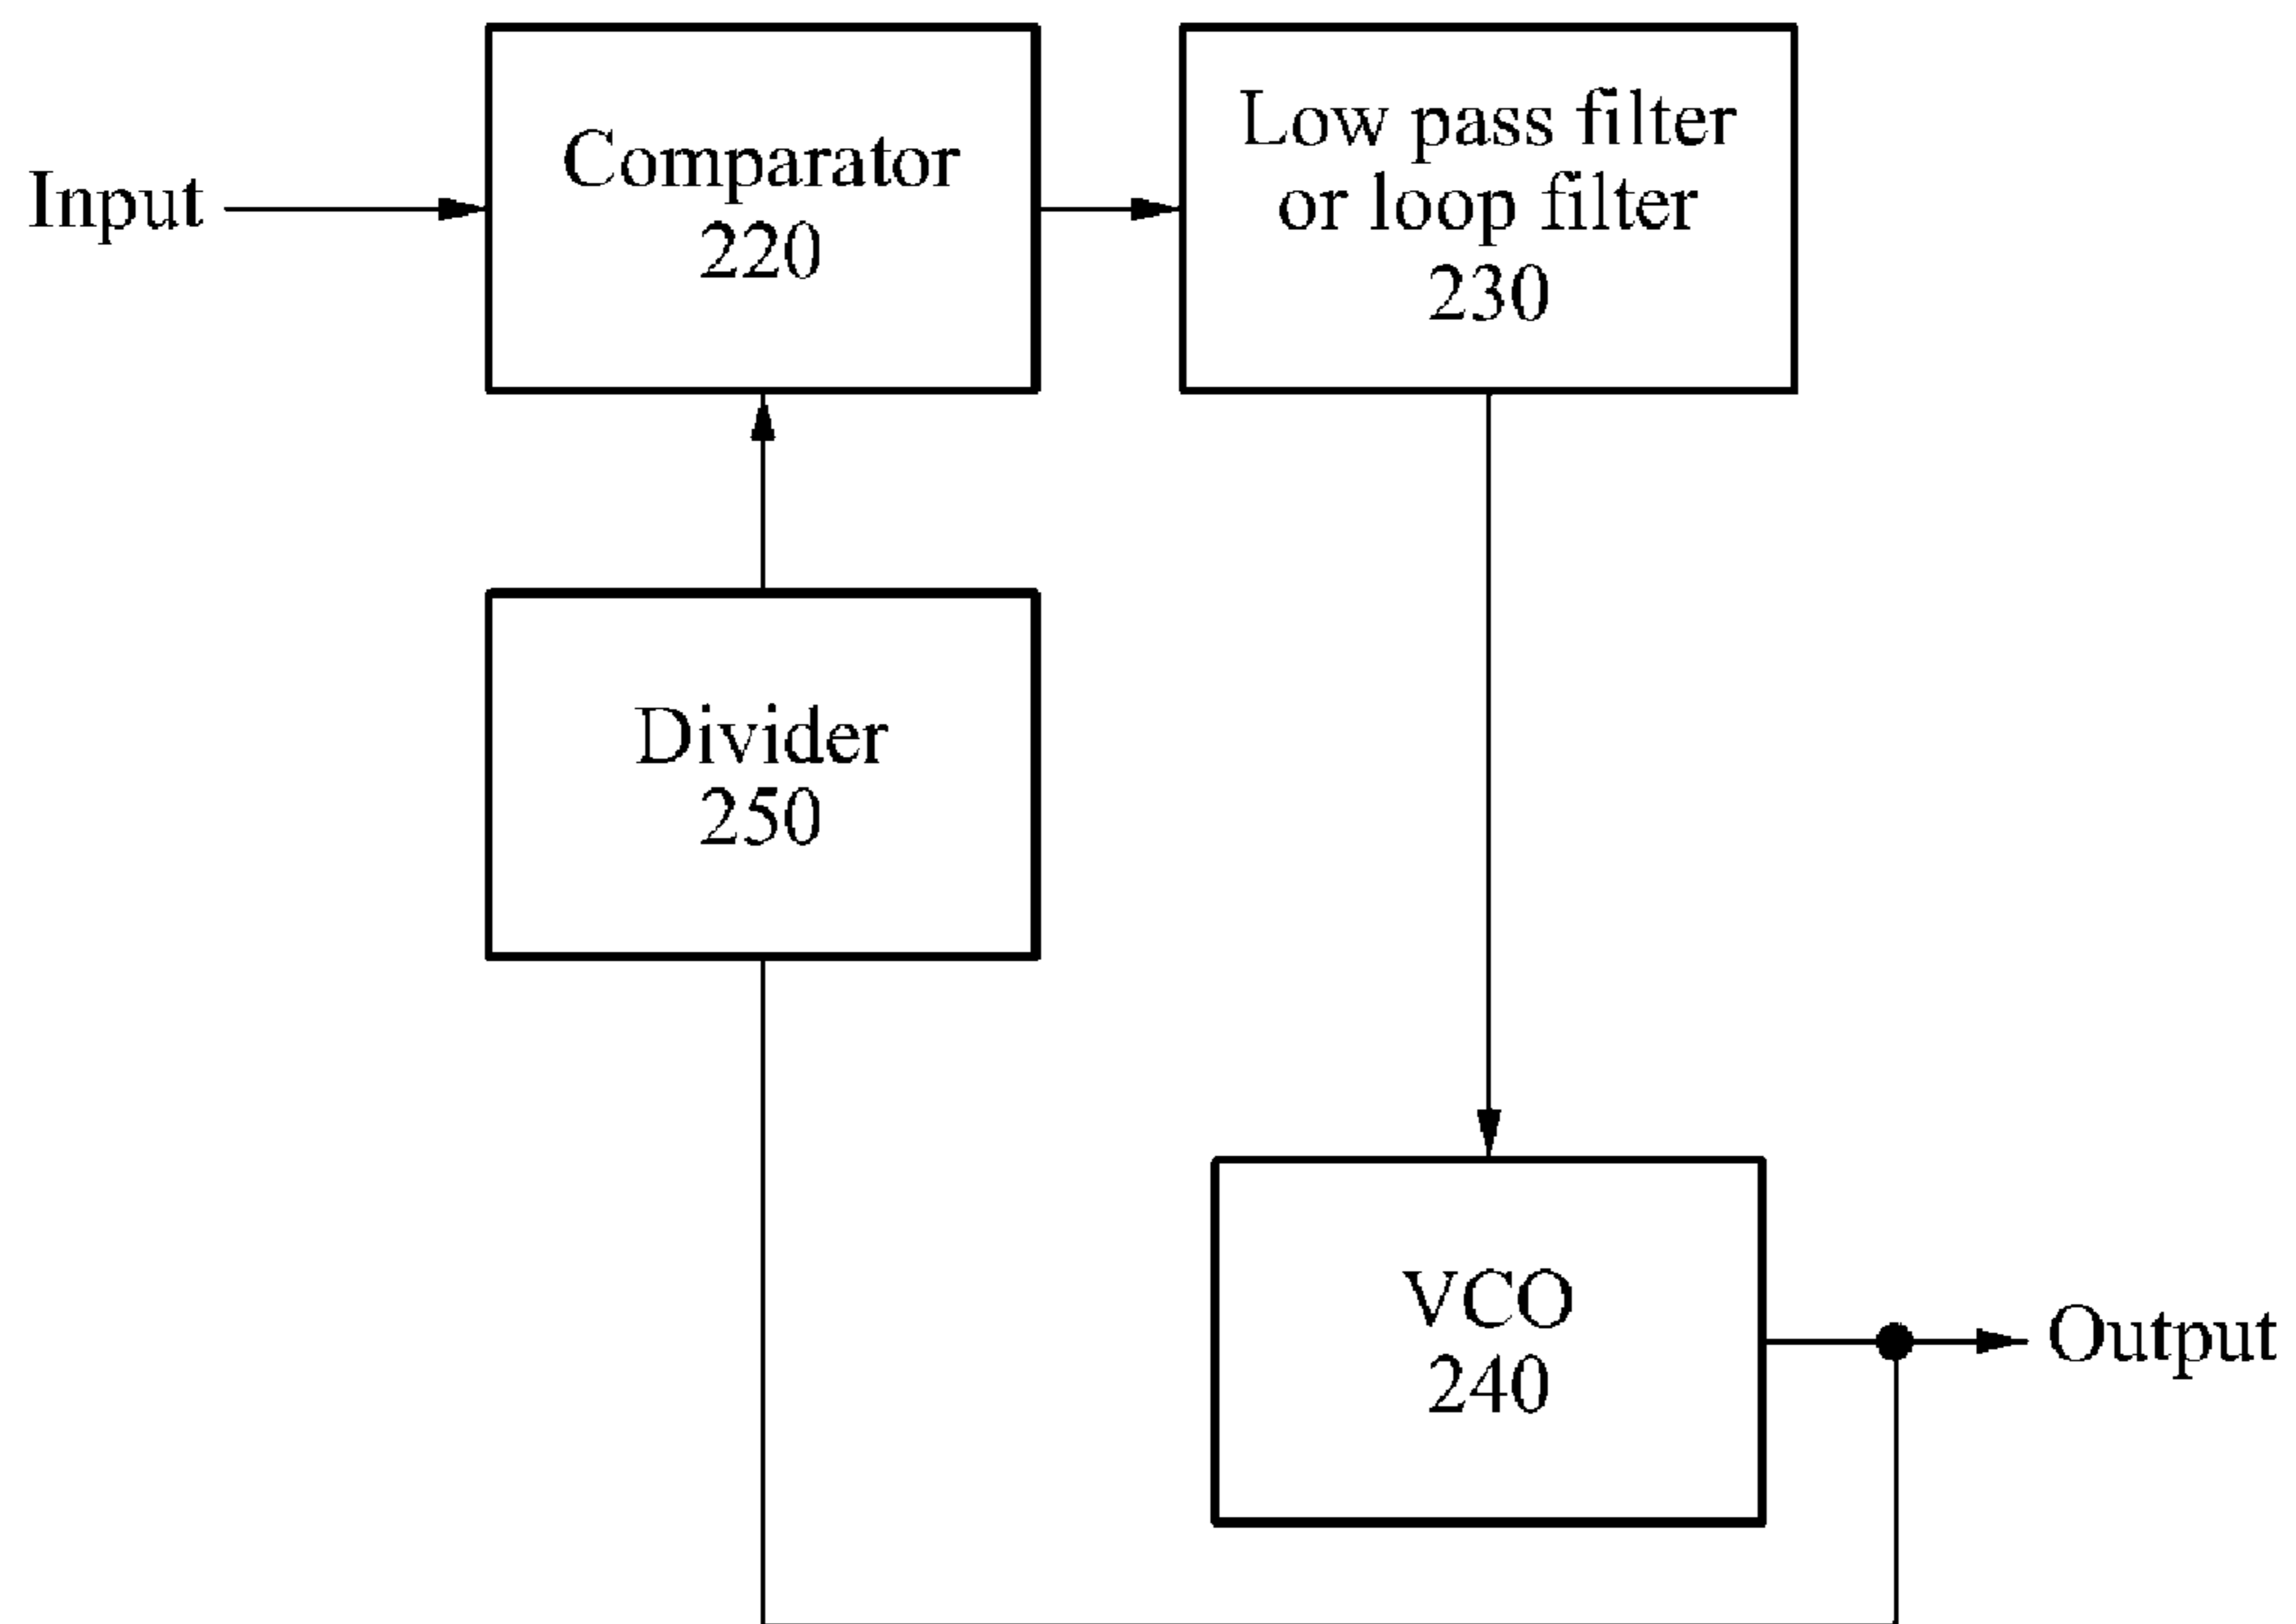 Input
Comparator
220
Low pass filter
or loop filter
230
Divider
250
VCO
240
Output